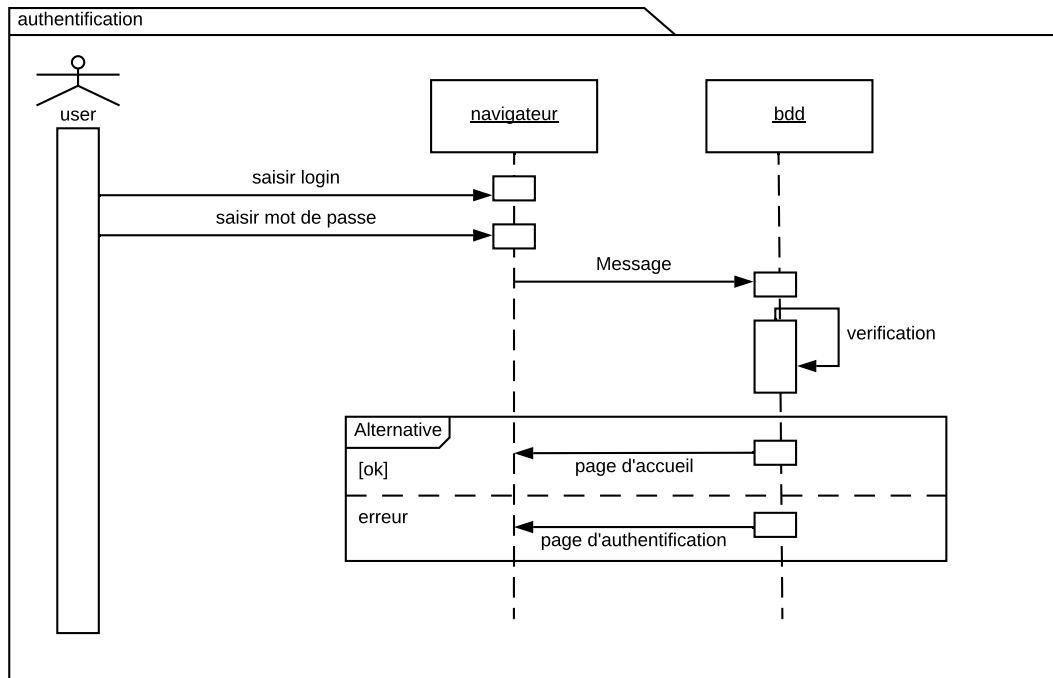 authentification
user
navigateur
bdd
saisir login
saisir mot de passe
Message
verification
Alternative
[ok]
page d'accueil
erreur
page d'authentification